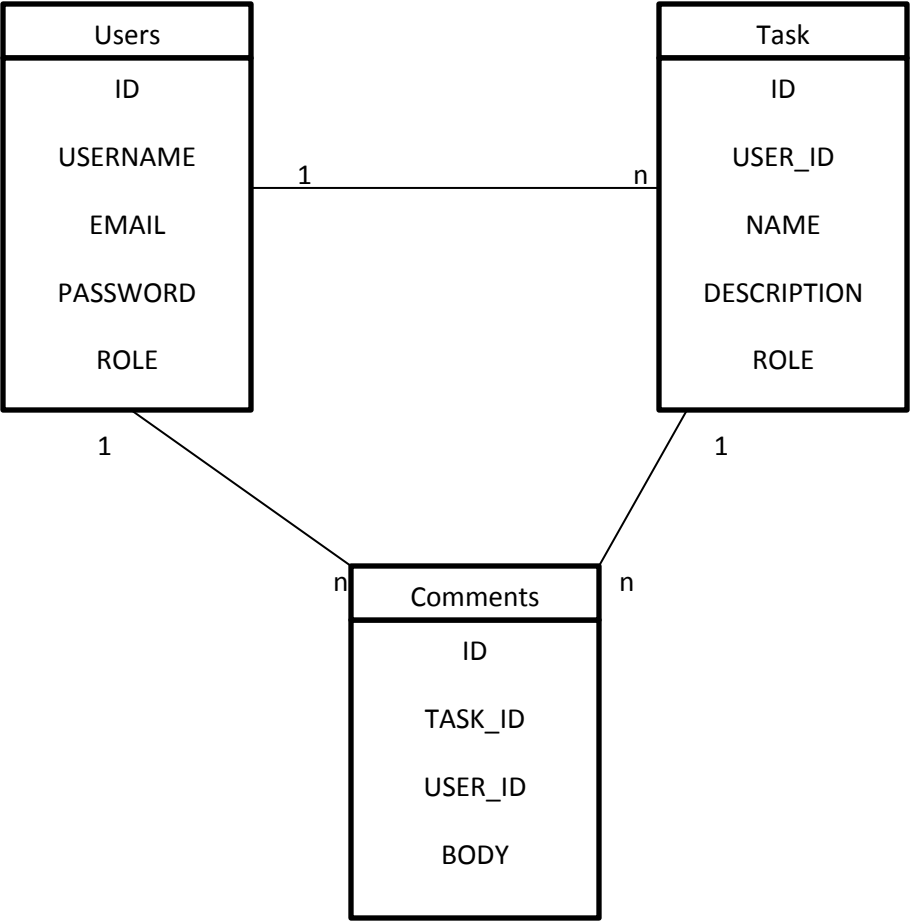 Users
ID
USERNAME
EMAIL
PASSWORD
ROLE
Task
ID
USER_ID
NAME
DESCRIPTION
ROLE
1
n
1
1
n
n
Comments
ID
TASK_ID
USER_ID
BODY